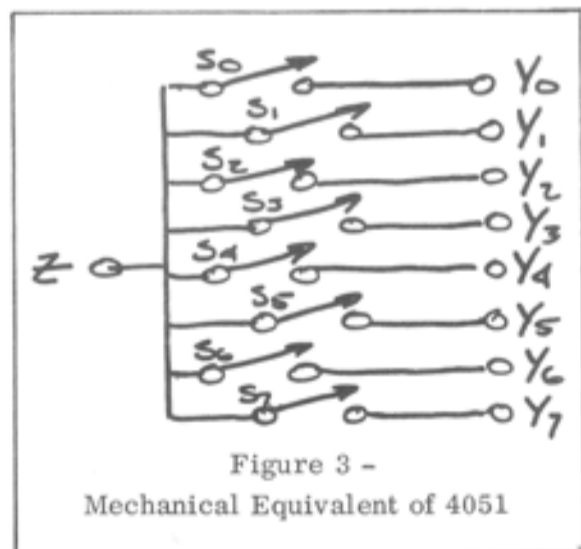 S0 Y0
S1 Y1
S2 Y2
S3 Y3
Z S4 Y4
S5 Y5
S6 Y6
S7 Y7
Figure 3 -
Mechanical Equivalent of 4051